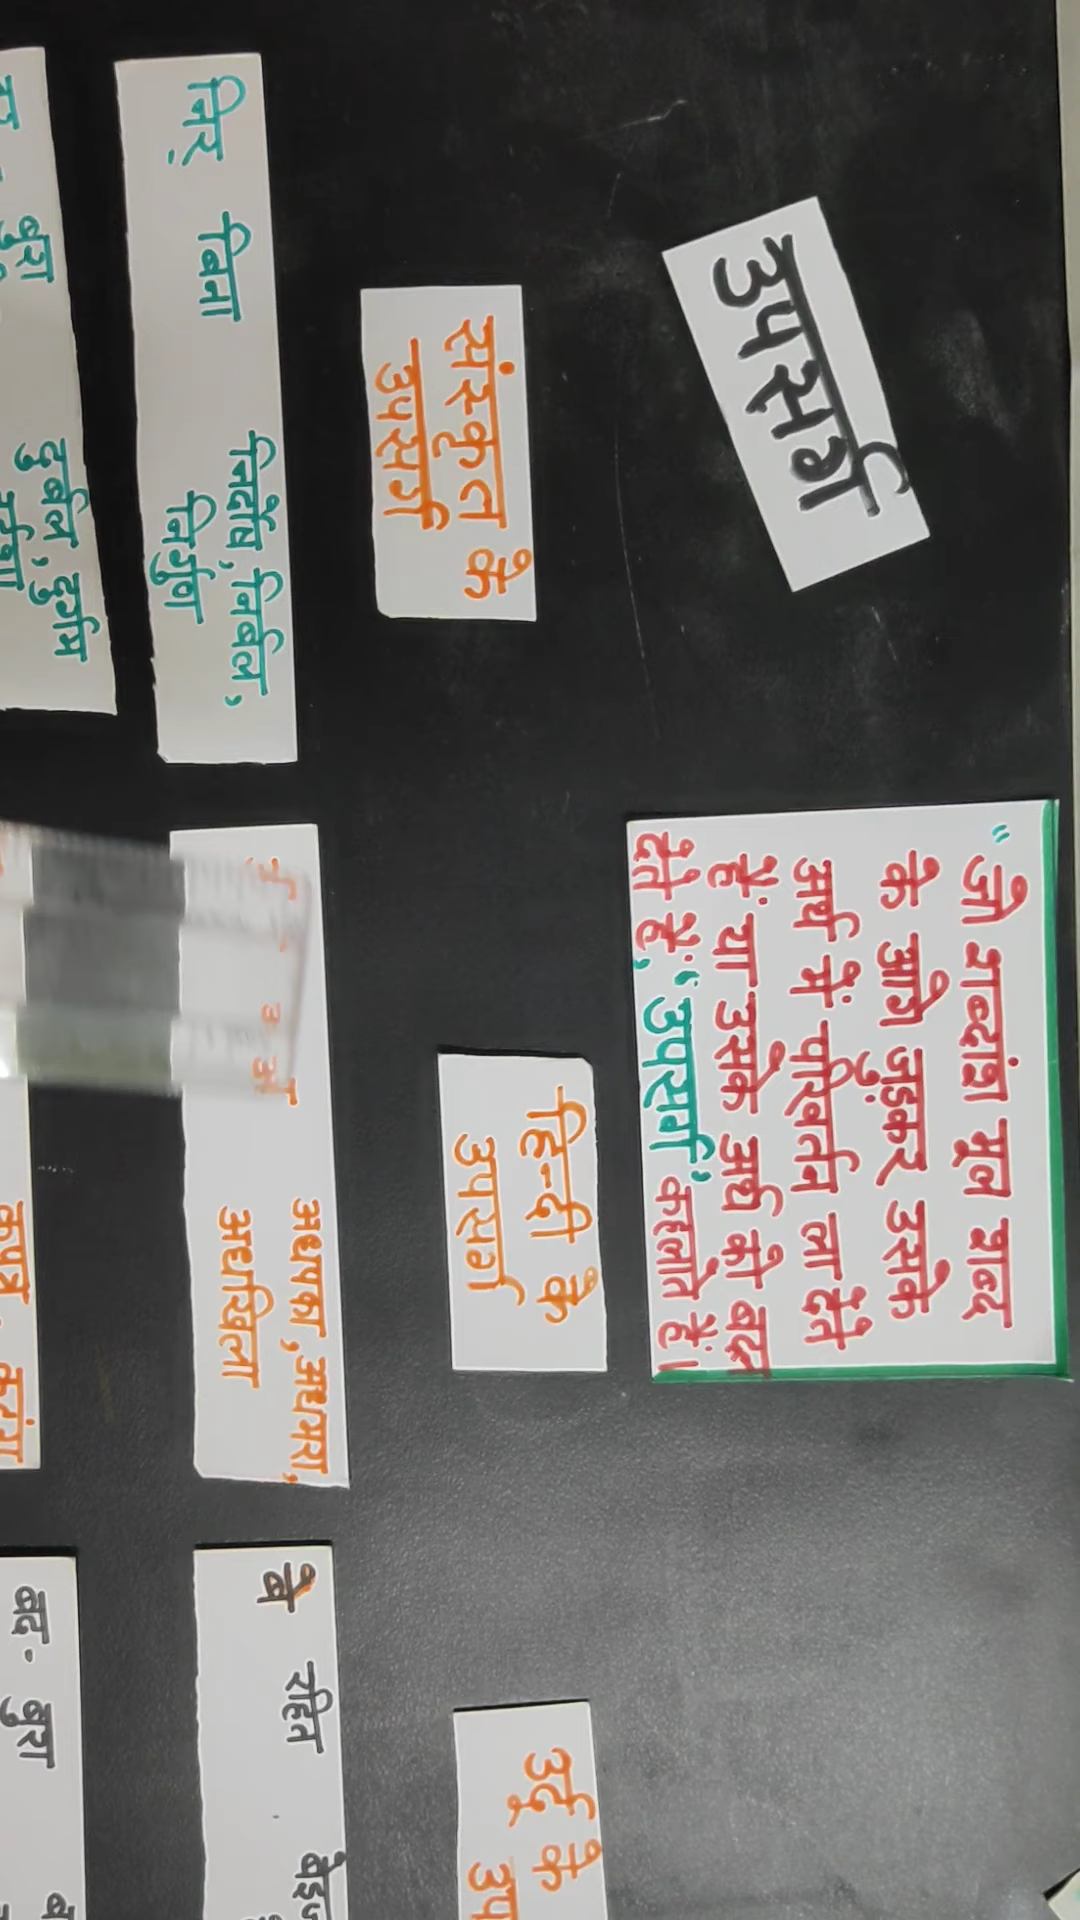 उपसर्ग
"जो शब्दांश मूल शब्द
के आगे जुड़कर उसके
अर्थ में परिवर्तन ला देते
हैं या उसके अर्थ को बदल
देते हैं, "उपसर्ग" कहलाते हैं।
संस्कृत के
उपसर्ग
हिन्दी के
उपसर्ग
उर्दू के
निर् बिना निर्दोष, निर्बल,
निर्गुण
अधपका, अधमरा,
अधखिला
बे रहित
बुरा दुर्बल, दुर्गम
बद - बुरा